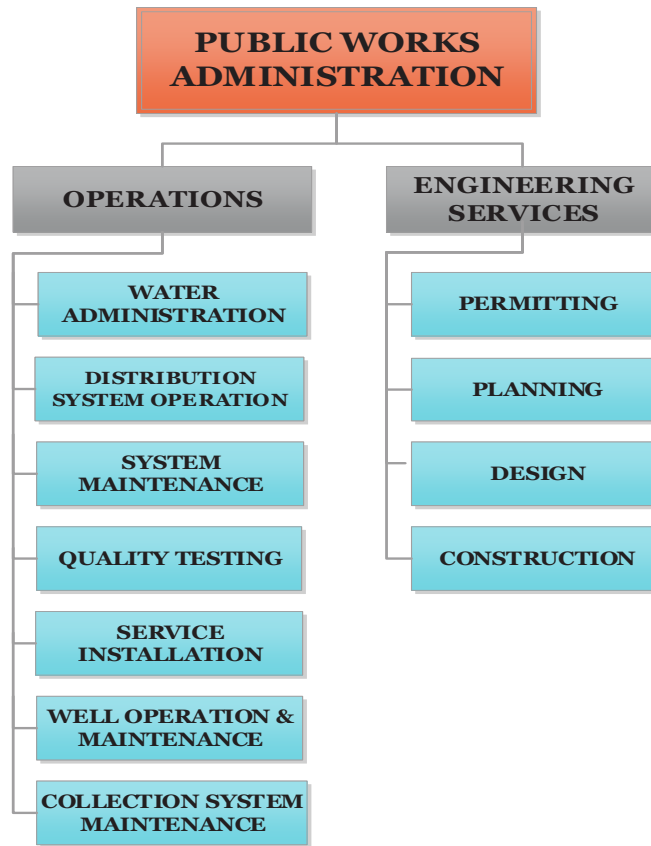 PUBLIC WORKS
ADMINISTRATION
OPERATIONS
WATER
ADMINISTRATION
DISTRIBUTION
SYSTEM OPERATION
SYSTEM
MAINTENANCE
QUALITY TESTING
SERVICE
INSTALLATION
WELL OPERATION &
MAINTENANCE
COLLECTION SYSTEM
MAINTENANCE
ENGINEERING
SERVICES
PERMITTING
PLANNING
DESIGN
CONSTRUCTION